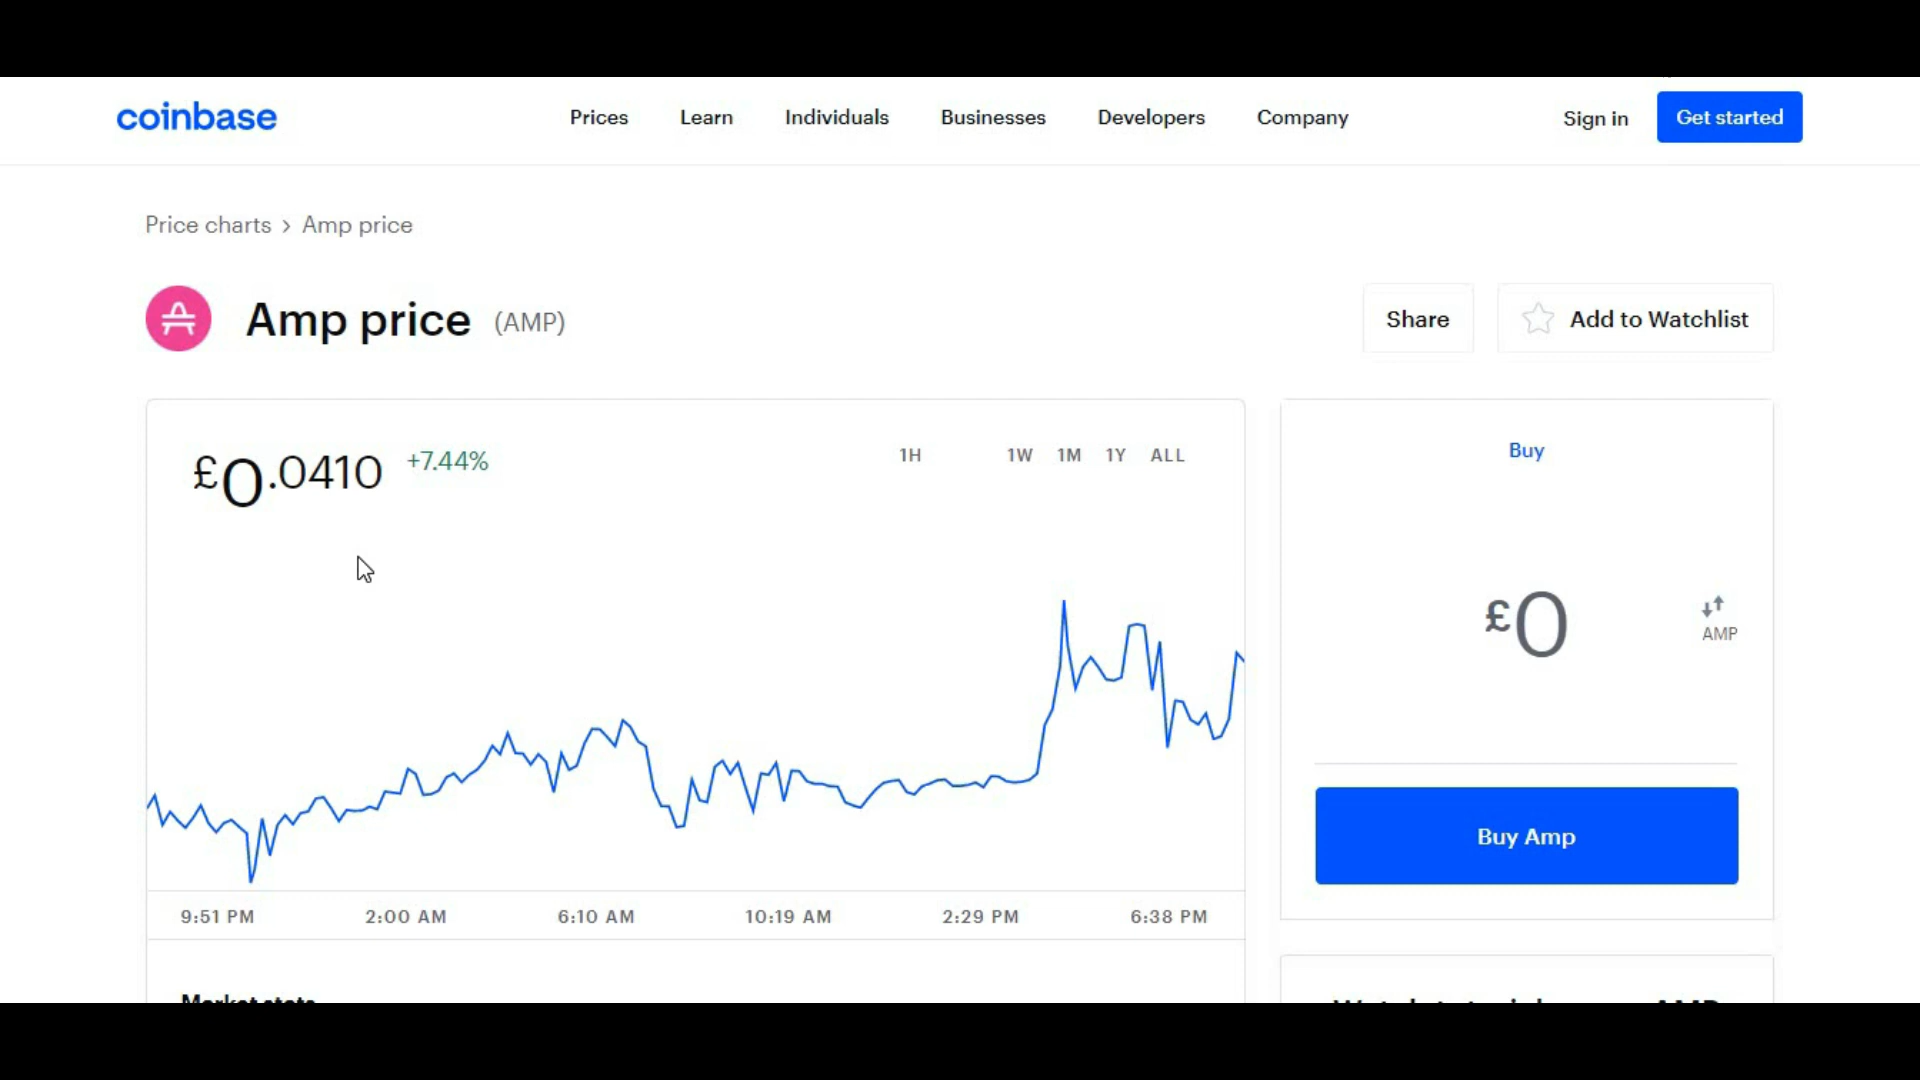 coinbase
Prices Learn Individuals Businesses Developers Company
Sign in Get started
Price charts › Amp price
Amp price (AMP)
Share Add to Watchlist
£0.0410 +7.44%
1H 1W 1M 1Y ALL
Buy
£0
AMP
Buy Amp
9:51 PM 2:00 AM 6:10 AM 10:19 AM 2:29 PM 6:38 PM
Market stats